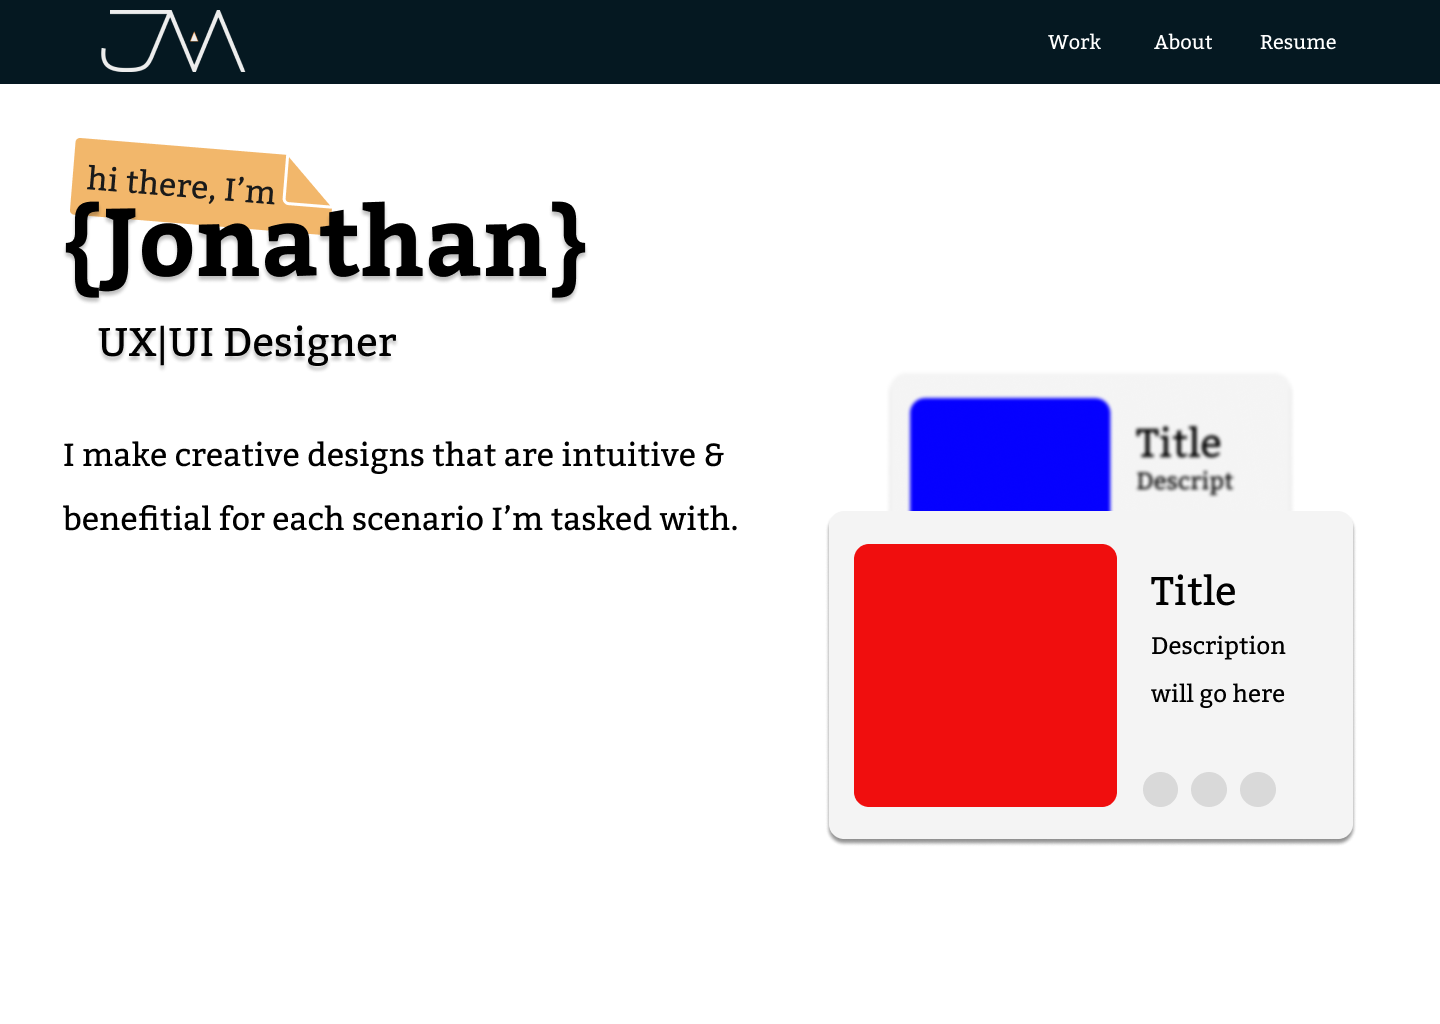 JM
Work About Resume
hi there, I’m
{Jonathan}
UX|UI Designer
I make creative designs that are intuitive &
benefitial for each scenario I’m tasked with.
Title
Descript
Title
Description
will go here